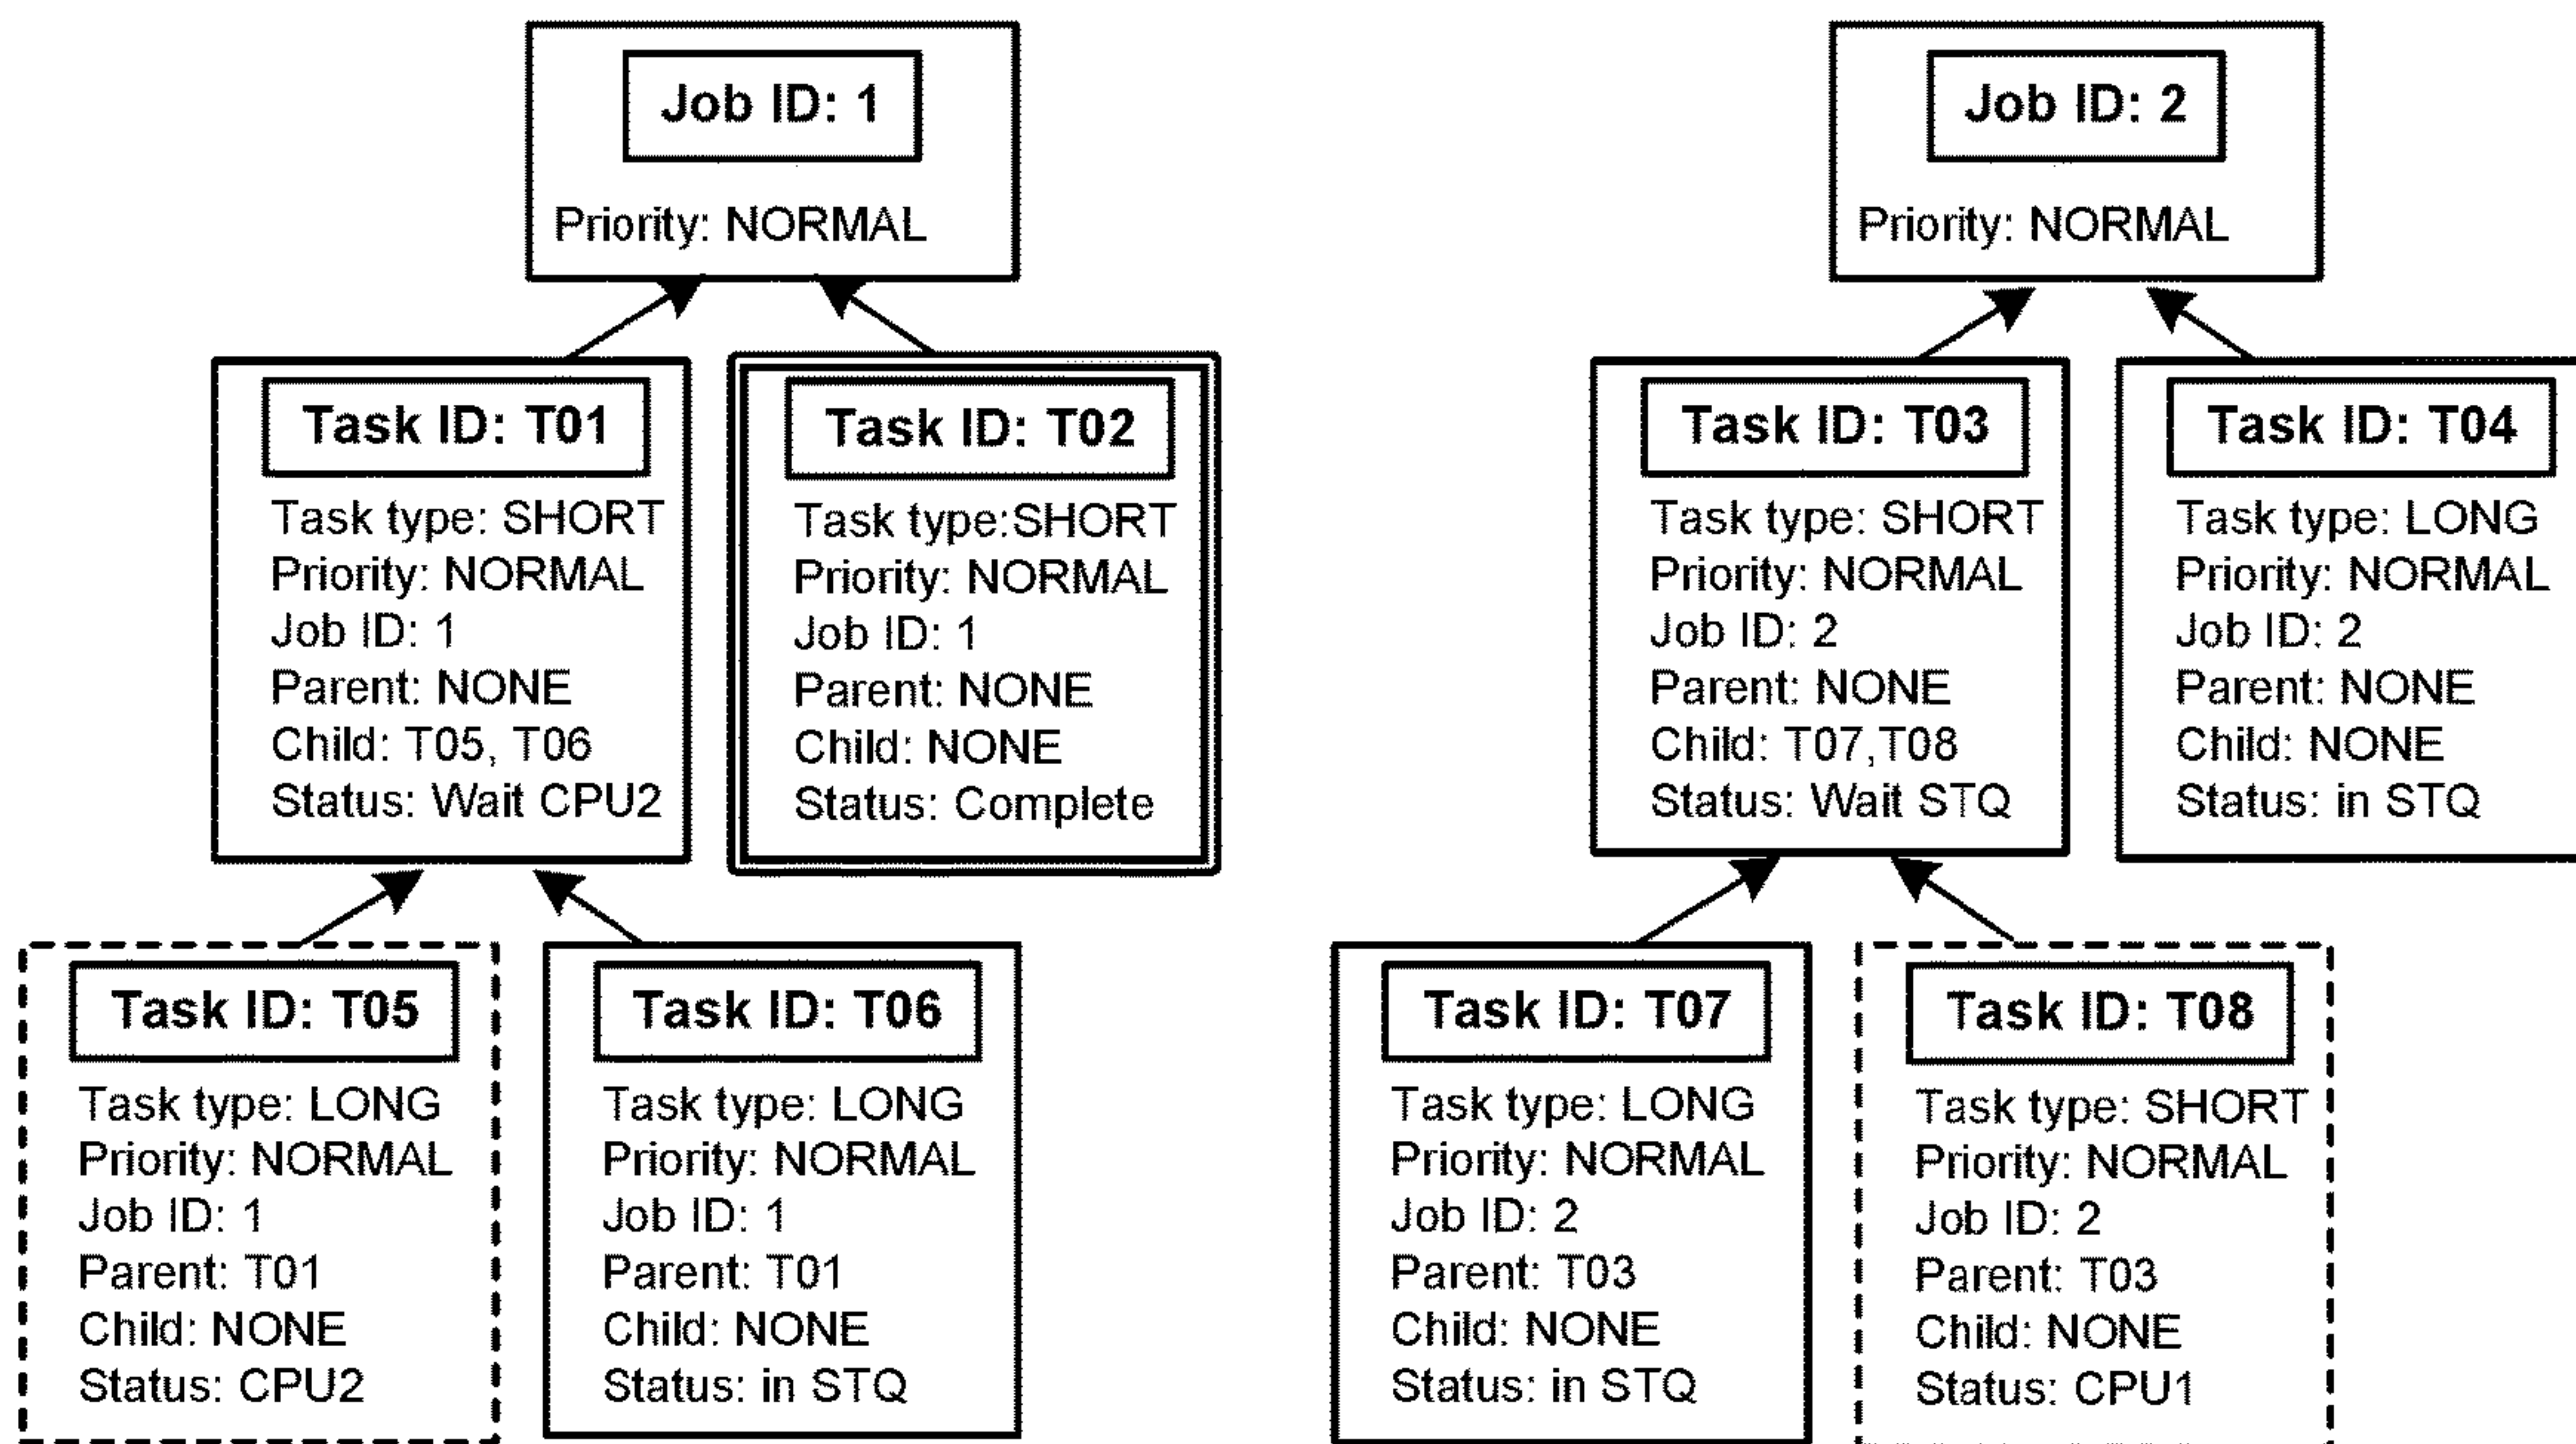 Job ID: 1
Priority: NORMAL
Job ID: 2
Priority: NORMAL
Task ID: T01
Task type: SHORT
Priority: NORMAL
Job ID: 1
Parent: NONE
Child: T05, T06
Status: Wait CPU2
Task ID: T02
Task type:SHORT
Priority: NORMAL
Job ID: 1
Parent: NONE
Child: NONE
Status: Complete
Task ID: T03
Task type: SHORT
Priority: NORMAL
Job ID: 2
Parent: NONE
Child: T07,T08
Status: Wait STQ
Task ID: T04
Task type: LONG
Priority: NORMAL
Job ID: 2
Parent: NONE
Child: NONE
Status: in STQ
Task ID: T05
Task type: LONG
Priority: NORMAL
Job ID: 1
Parent: T01
Child: NONE
Status: CPU2
Task ID: T06
Task type: LONG
Priority: NORMAL
Job ID: 1
Parent: T01
Child: NONE
Status: in STQ
Task ID: T07
Task type: LONG
Priority: NORMAL
Job ID: 2
Parent: T03
Child: NONE
Status: in STQ
Task ID: T08
Task type: SHORT
Priority: NORMAL
Job ID: 2
Parent: T03
Child: NONE
Status: CPU1